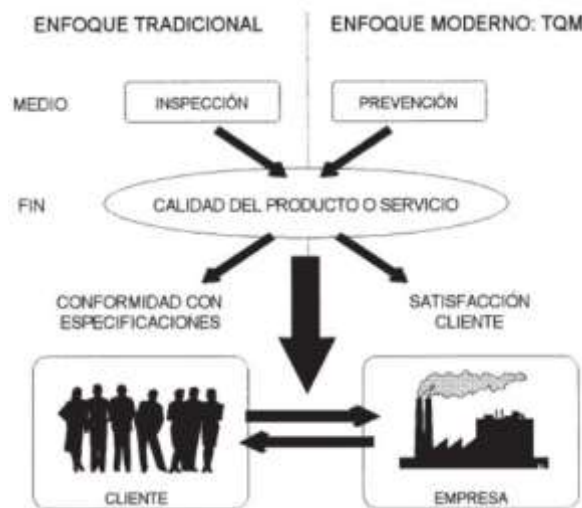 ENFOQUE TRADICIONAL
ENFOQUE MODERNO: TQM
MEDIO
INSPECCIÓN
PREVENCIÓN
FIN
CALIDAD DEL PRODUCTO O SERVICIO
CONFORMIDAD CON
ESPECIFICACIONES
SATISFACCIÓN
CLIENTE
CLIENTE
EMPRESA